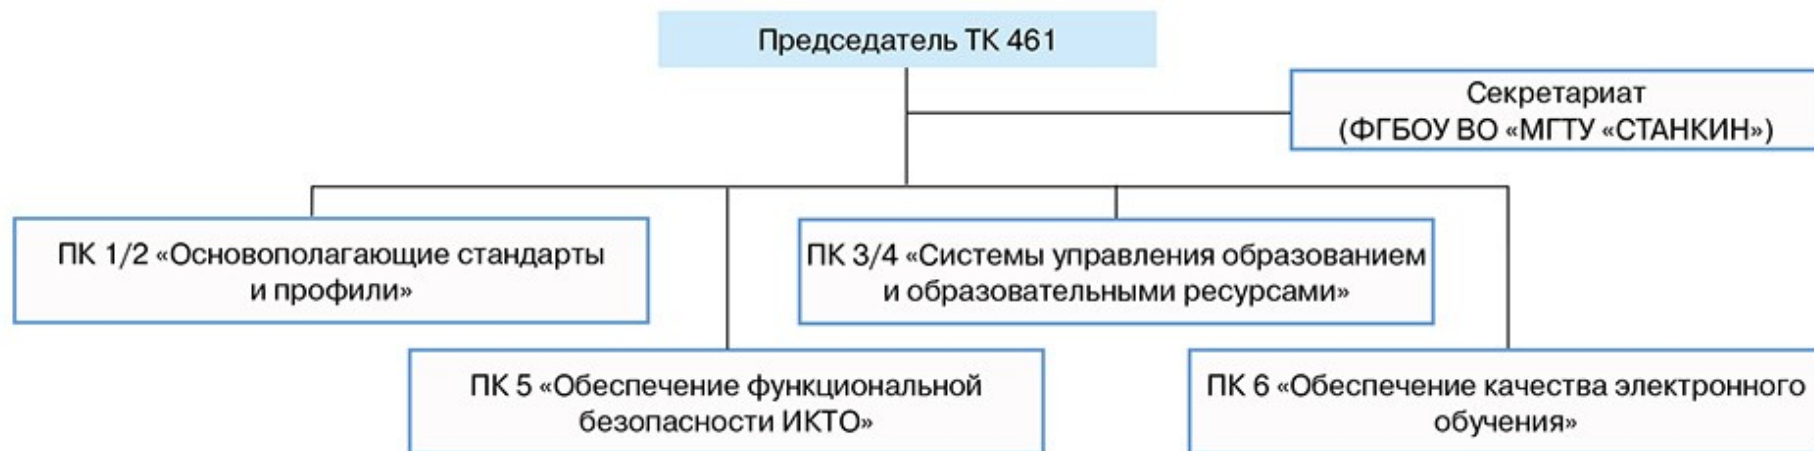 Председатель ТК 461
Секретариат
(ФГБОУ ВО «МГТУ «СТАНКИН»)
ПК 1/2 «Основополагающие стандарты
и профили»
ПК 3/4 «Системы управления образованием
и образовательными ресурсами»
ПК 5 «Обеспечение функциональной
безопасности ИКТО»
ПК 6 «Обеспечение качества электронного
обучения»